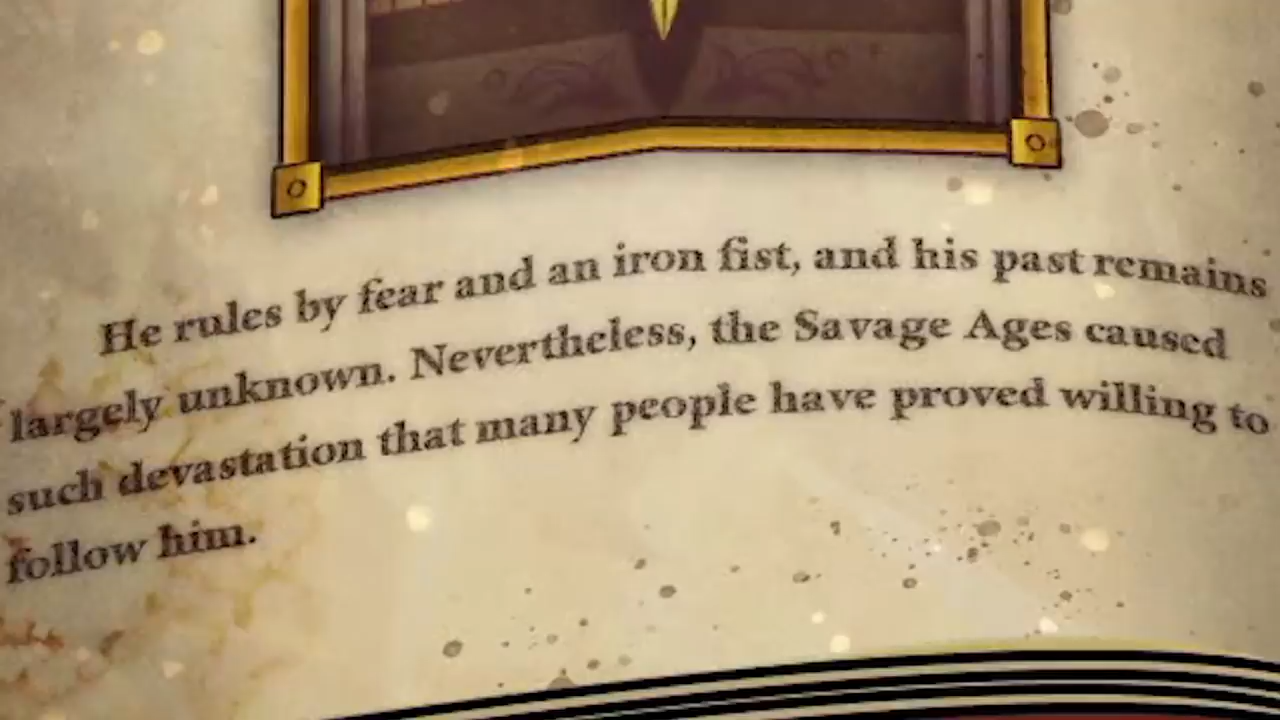 He rules by fear and an iron fist, and his past remains
largely unknown. Nevertheless, the Savage Ages caused
such devastation that many people have proved willing to
follow him.